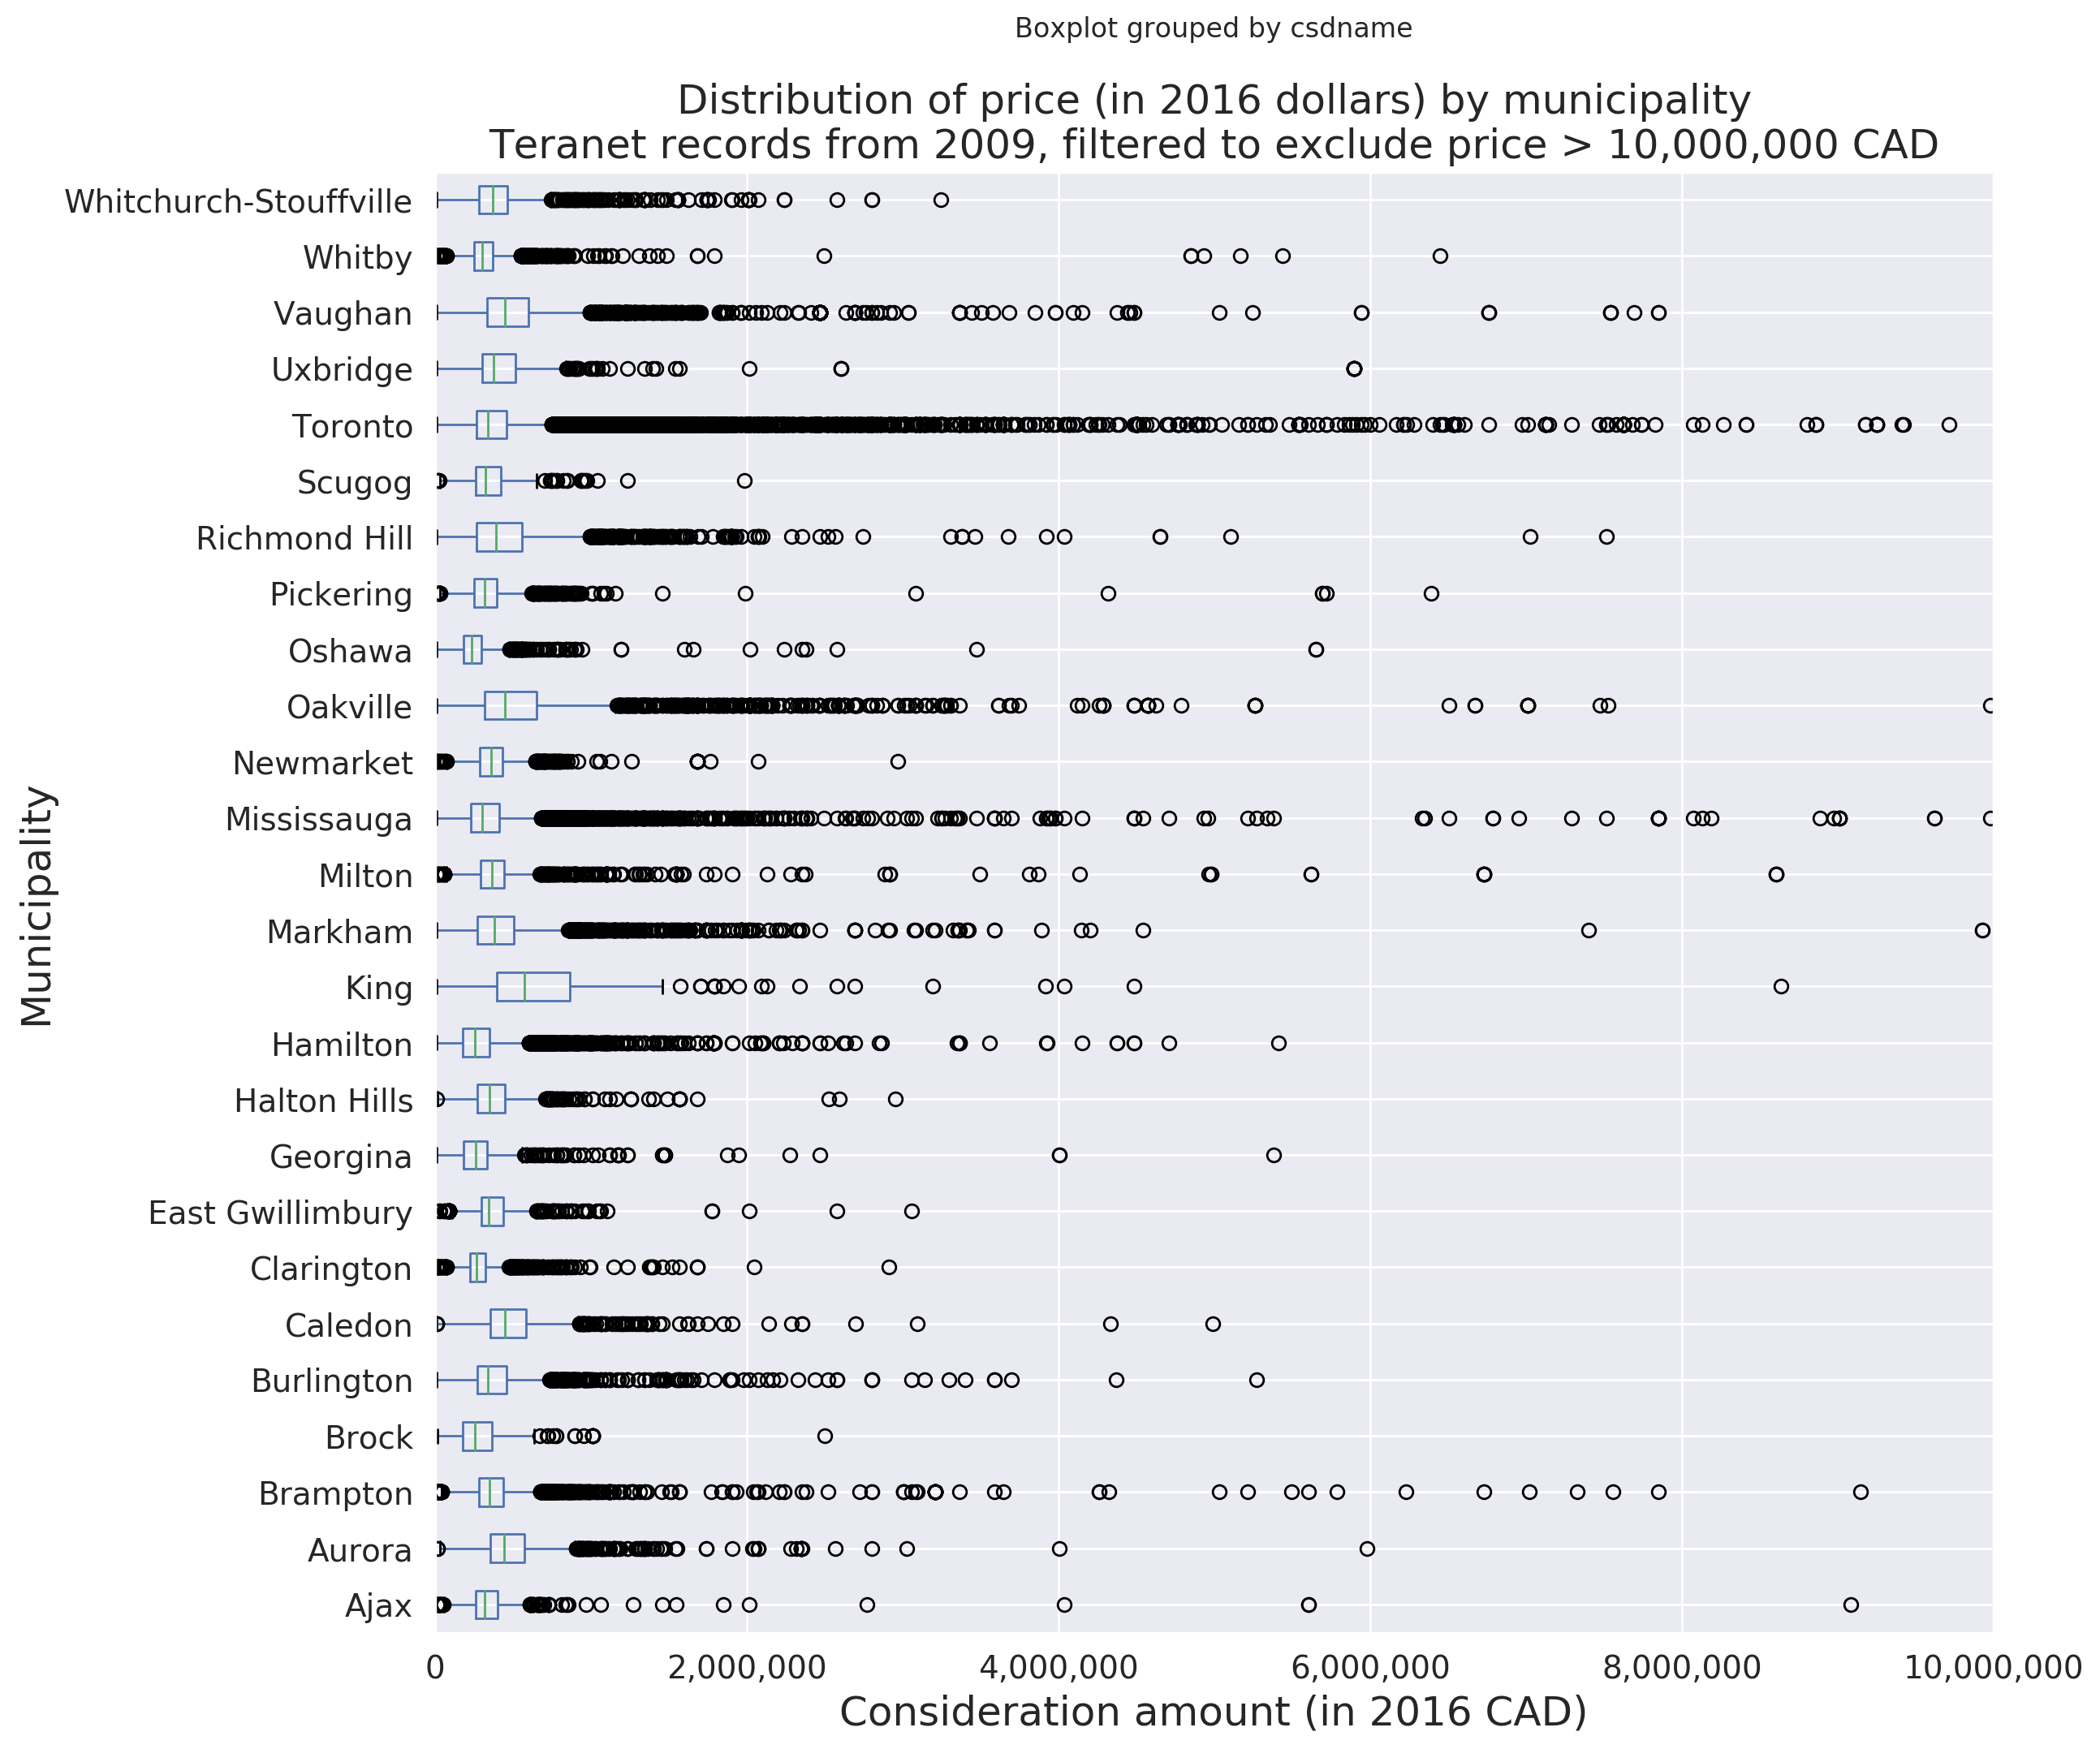 Boxplot grouped by csdname
Distribution of price (in 2016 dollars) by municipality
Teranet records from 2009, filtered to exclude price > 10,000,000 CAD
Whitchurch-Stouffville
Whitby
Vaughan
Uxbridge
Toronto
Scugog
Richmond Hill
Pickering
Oshawa
Oakville
Newmarket
Mississauga
Milton
Markham
King
Hamilton
Halton Hills
Georgina
East Gwillimbury
Clarington
Caledon
Burlington
Brock
Brampton
Aurora
Ajax
Municipality
0 2,000,000 4,000,000 6,000,000 8,000,000 10,000,000
Consideration amount (in 2016 CAD)